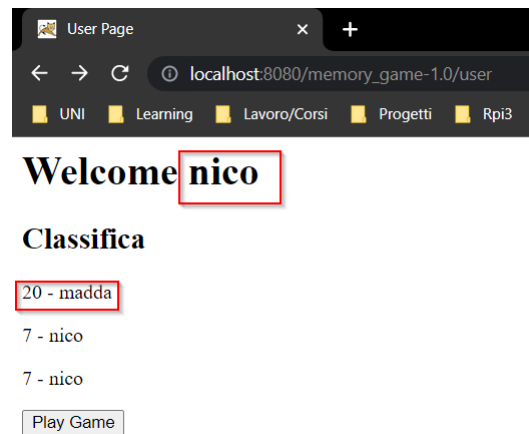 User Page
localhost:8080/memory_game-1.0/user
UNI Learning Lavoro/Corsi Progetti Rpi3
Welcome nico
Classifica
20 - madda
7 - nico
7 - nico
Play Game